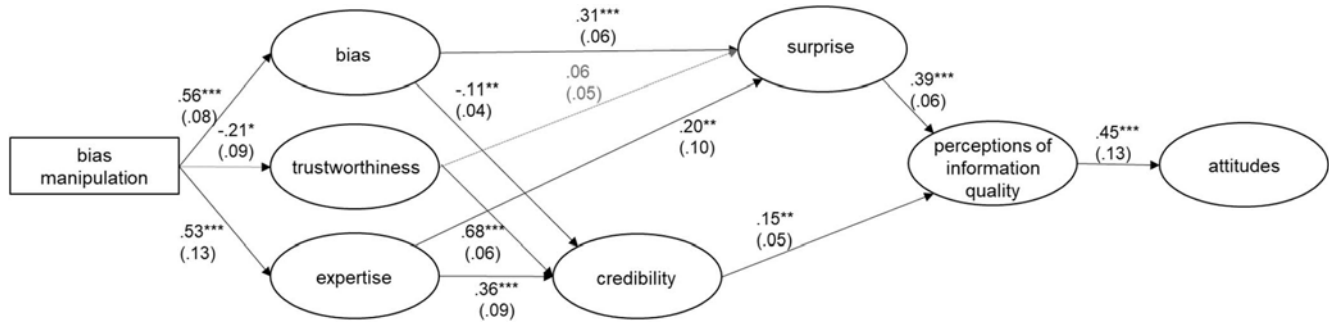 .31***
(.06)
bias
surprise
.56***
(.08)
.06
(.05)
-.11**
(.04)
.39***
(.06)
-.21*
(.09)
.20**
(.10)
.45***
(.13)
bias
manipulation
trustworthiness
perceptions of
information
quality
attitudes
.53***
(.13)
.68***
(.06)
.15**
(.05)
expertise
credibility
.36***
(.09)